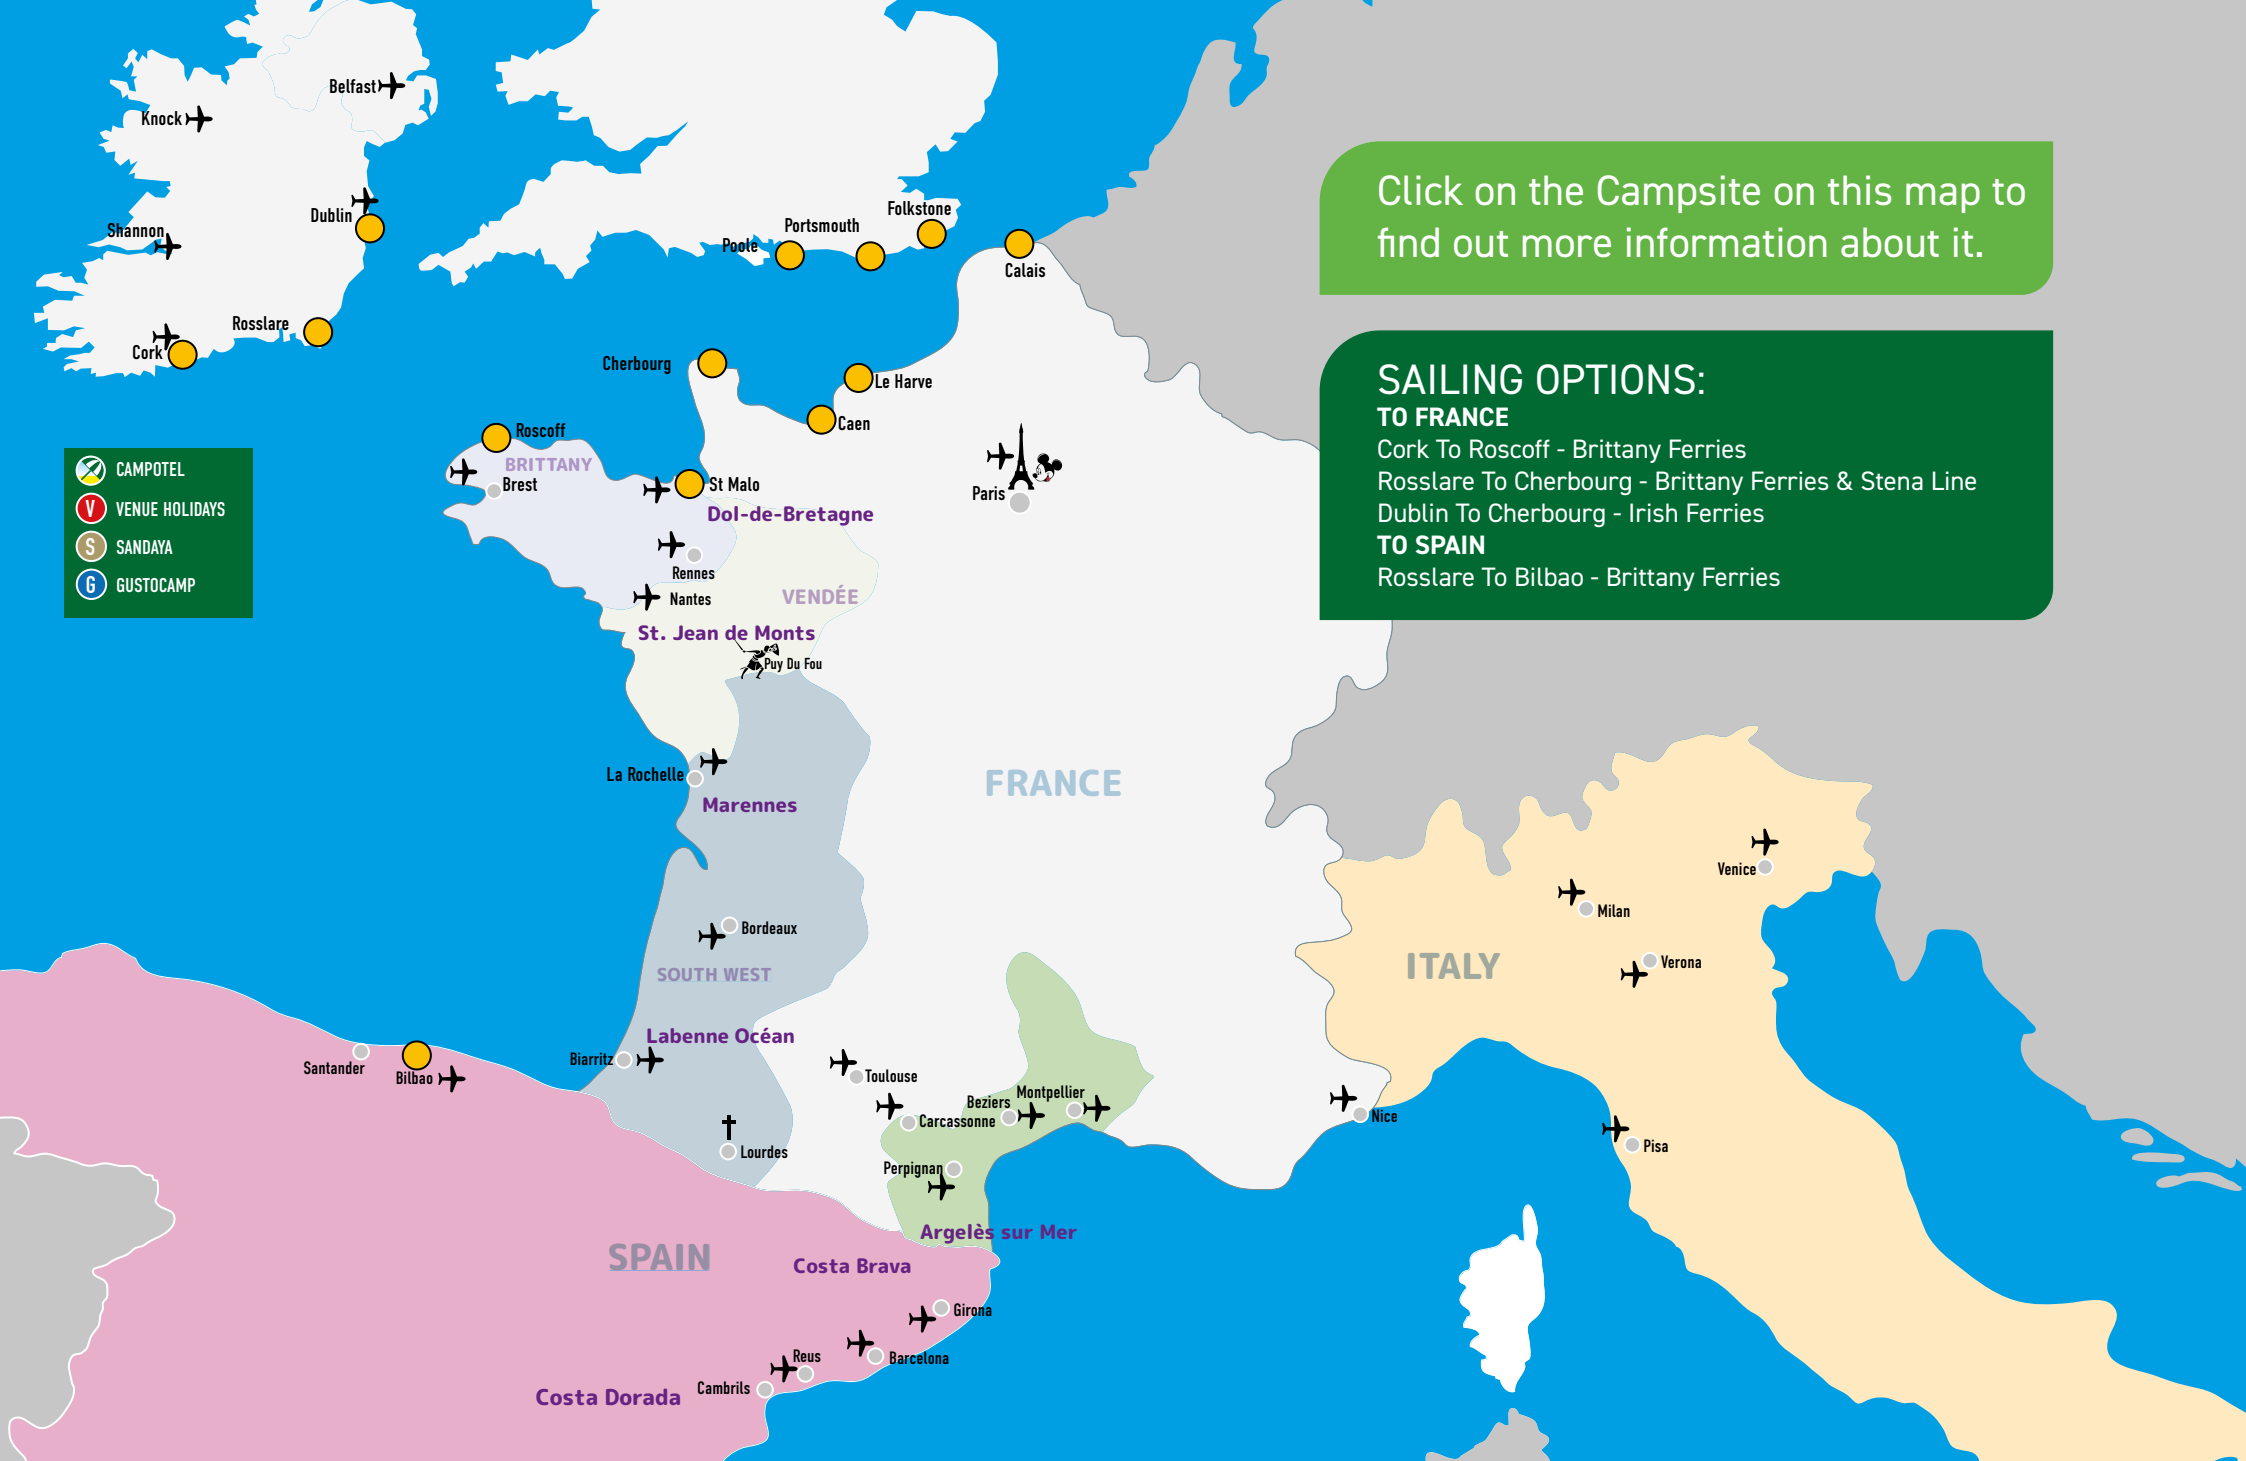 Belfast
Knock
Dublin
Shannon
Rosslare
Cork
Folkstone
Portsmouth
Poole
Calais
Click on the Campsite on this map to
find out more information about it.
SAILING OPTIONS:
TO FRANCE
Cork To Roscoff - Brittany Ferries
Rosslare To Cherbourg - Brittany Ferries & Stena Line
Dublin To Cherbourg - Irish Ferries
TO SPAIN
Rosslare To Bilbao - Brittany Ferries
Cherbourg
Le Harve
Caen
CAMPOTEL
V VENUE HOLIDAYS
S SANDAYA
G GUSTOCAMP
Roscoff
BRITTANY
Brest
St Malo
Paris
Dol-de-Bretagne
Rennes
Nantes
VENDÉE
St. Jean de Monts
Puy Du Fou
La Rochelle
Marennes
FRANCE
Bordeaux
SOUTH WEST
Labenne Océan
Biarritz
Lourdes
Venice
Milan
Verona
ITALY
Santander
Bilbao
Toulouse
Montpellier
Beziers
Carcassonne
Perpignan
Nice
Pisa
Argelès sur Mer
SPAIN
Costa Brava
Girona
Barcelona
Reus
Cambrils
Costa Dorada